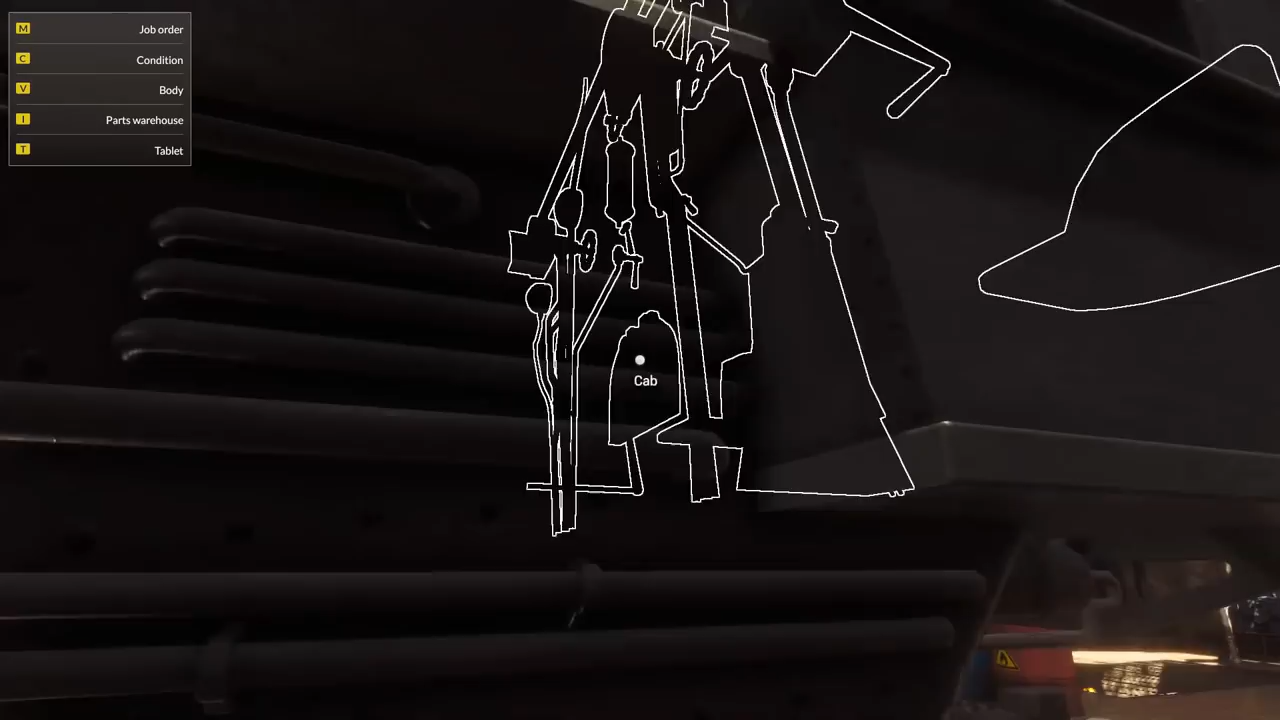 M Job order
C Condition
V Body
I Parts warehouse
T Tablet
Cab